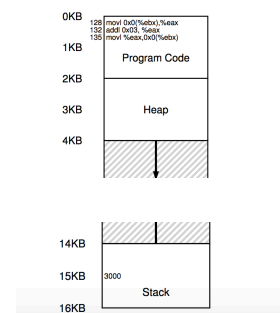 0KB
128 movl 0x0(%ebx),%eax
132 addl 0x03, %eax
135 movl %eax,0x0(%ebx)
1KB
Program Code
2KB
3KB
Heap
4KB
14KB
15KB
3000
Stack
16KB